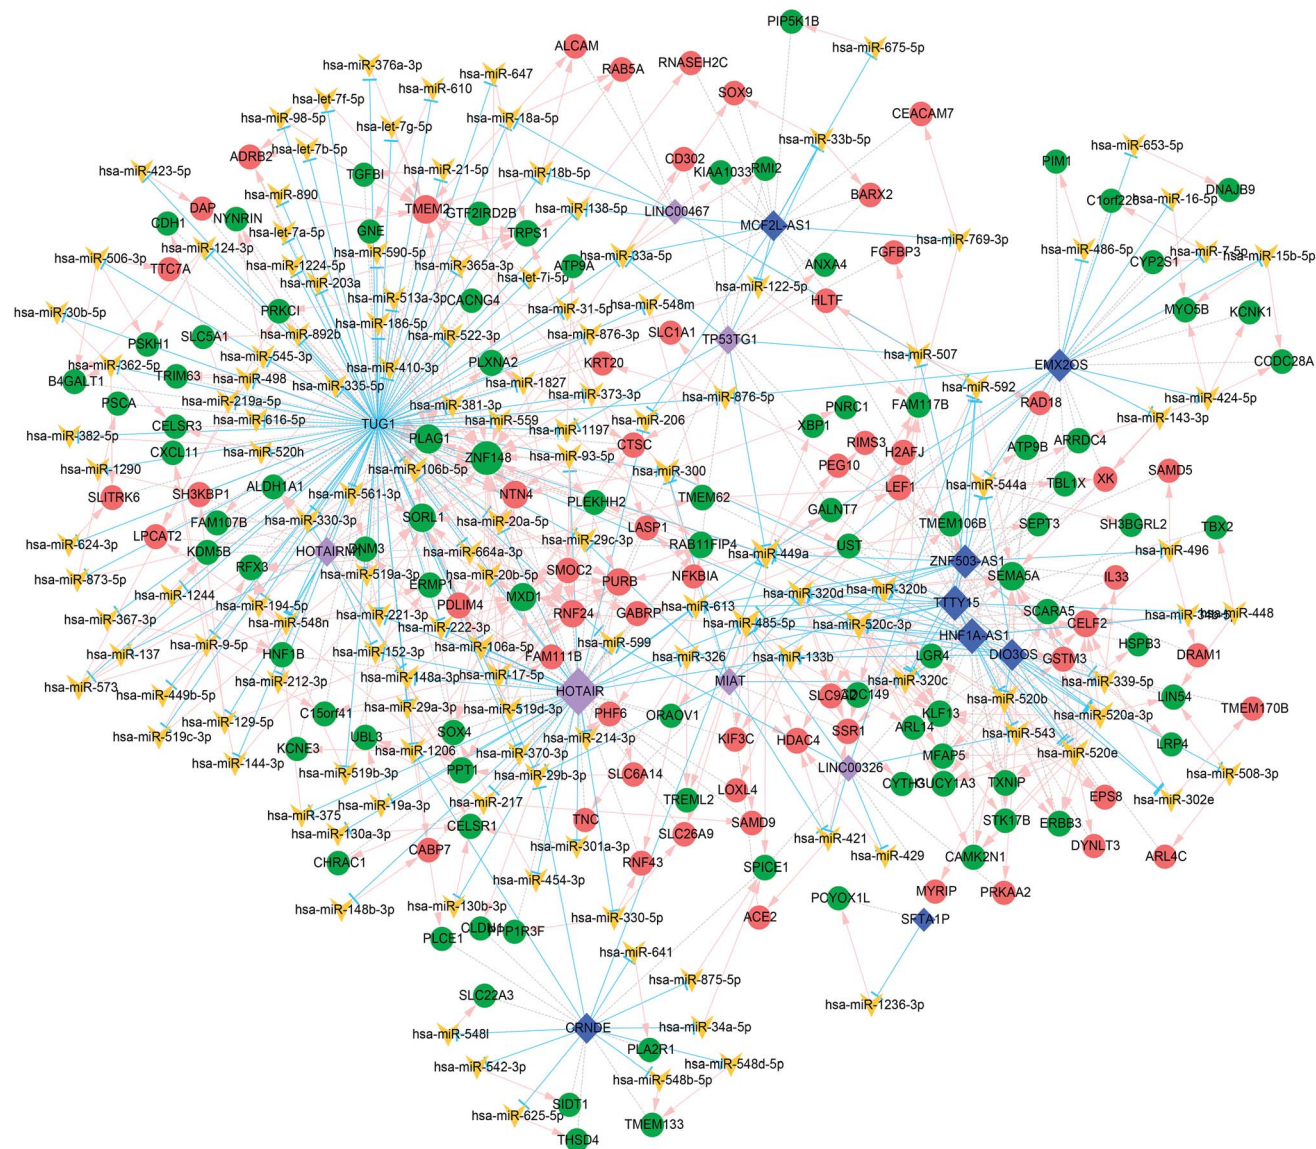 PIP5K1B
ALCAM
hsa-miR-675-5p
RAB5A
RNASEH2C
hsa-miR-376a-3p
hsa-miR-647
hsa-miR-610
SOX9
hsa-let-7f-5p
hsa-miR-98-5p
hsa-miR-18a-5p
CEACAM7
hsa-let-7g-5p
hsa-miR-33b-5p
hsa-miR-653-5p
hsa-let-7b-5p
ADRB2
CD302
PIM1
hsa-miR-423-5p
TGFBI
hsa-miR-21-5p
hsa-miR-18b-5p
KIAA1033
RMI2
DNAJB9
hsa-miR-890
BARX2
hsa-miR-16-5p
DAP
TMEM2
GTF2IRD2B
hsa-miR-138-5p
LINC00467
CDH1
NYNRIN
MCF2L-AS1
hsa-let-7a-5p
GNE
TRPS1
hsa-miR-769-3p
hsa-miR-124-3p
hsa-miR-590-5p
hsa-miR-486-5p
hsa-miR-7-5p
hsa-miR-15b-5p
hsa-miR-506-3p
FGFBP3
hsa-miR-33a-5p
hsa-miR-1224-5p
hsa-miR-365a-3p
ATP9A
ANXA4
CYP2S1
TTC7A
hsa-let-7i-5p
hsa-miR-203a
hsa-miR-122-5p
hsa-miR-513a-3p
CACNG4
HLTF
hsa-miR-548m
MYO5B
KCNK1
hsa-miR-30b-5p
PRKCI
hsa-miR-31-5p
hsa-miR-186-5p
SLC1A1
hsa-miR-892b
hsa-miR-522-3p
hsa-miR-876-3p
SLC5A1
TP53TG1
PSKH1
hsa-miR-545-3p
hsa-miR-507
PLXNA2
KRT20
EMX2OS
CCDC28A
hsa-miR-362-5p
hsa-miR-410-3p
TRIM63
B4GALT1
hsa-miR-498
hsa-miR-335-5p
hsa-miR-1827
hsa-miR-592
hsa-miR-373-3p
hsa-miR-876-5p
hsa-miR-424-5p
PSCA
hsa-miR-219a-5p
hsa-miR-381-3p
FAM117B
RAD18
PNRC1
hsa-miR-616-5p
hsa-miR-559
hsa-miR-206
hsa-miR-143-3p
TUG1
CELSR3
XBP1
hsa-miR-382-5p
hsa-miR-1197
PLAG1
RIMS3
ARRDC4
CTSC
ATP9B
H2AFJ
CXCL11
hsa-miR-520h
ZNF148
hsa-miR-93-5p
PEG10
hsa-miR-1290
hsa-miR-106b-5p
hsa-miR-300
SAMD5
XK
hsa-miR-544a
TBL1X
LEF1
ALDH1A1
SLITRK6
SH3KBP1
hsa-miR-561-3p
NTN4
PLEKHH2
TMEM62
GALNT7
SORL1
FAM107B
hsa-miR-330-3p
hsa-miR-20a-5p
TMEM106B
SEPT3
SH3BGRL2
TBX2
LASP1
LPCAT2
hsa-miR-29c-3p
RAB11FIP4
hsa-miR-624-3p
KDM5B
hsa-miR-664a-3p
UST
hsa-miR-496
hsa-miR-449a
ZNF503-AS1
RFX3
hsa-miR-519a-3p
hsa-miR-20b-5p
SMOC2
PURB
NFKBIA
SEMA5A
IL33
hsa-miR-873-5p
ERMP1
hsa-miR-1244
hsa-miR-320d
hsa-miR-320b
MXD1
TTTY15
hsa-miR-194-5p
PDLIM4
RNF24
GABRP
hsa-miR-613
hsa-miR-448
hsa-miR-367-3p
hsa-miR-221-3p
SCARA5
CELF2
hsa-miR-548n
hsa-miR-485-5p
hsa-miR-520c-3p
hsa-miR-222-3p
HNF1A-AS1
hsa-miR-9-5p
hsa-miR-106a-5p
hsa-miR-599
HSPB3
hsa-miR-137
HNF1B
hsa-miR-152-3p
FAM111B
hsa-miR-326
hsa-miR-133b
LGR4
DIO3OS
GSTM3
DRAM1
hsa-miR-17-5p
hsa-miR-148a-3p
hsa-miR-339-5p
hsa-miR-573
hsa-miR-212-3p
HOTAIR
MIAT
hsa-miR-320c
hsa-miR-449b-5p
SLC9A2
LIN54
hsa-miR-29a-3p
hsa-miR-519d-3p
hsa-miR-520b
TMEM170B
C15orf41
PHF6
ORAOV1
KLF13
hsa-miR-520a-3p
hsa-miR-129-5p
ARL14
hsa-miR-519c-3p
UBL3
SOX4
hsa-miR-214-3p
KIF3C
HDAC4
SSR1
hsa-miR-543
LRP4
KCNE3
hsa-miR-1206
hsa-miR-370-3p
MFAP5
hsa-miR-520e
hsa-miR-144-3p
hsa-miR-519b-3p
PPT1
hsa-miR-29b-3p
SLC6A14
LINC00326
hsa-miR-508-3p
LOXL4
CYTH3
GUCY1A3
TXNIP
hsa-miR-19a-3p
hsa-miR-217
TREML2
EPS8
hsa-miR-302e
hsa-miR-375
TNC
SAMD9
STK17B
ERBB3
hsa-miR-130a-3p
CELSR1
SLC26A9
hsa-miR-421
DYNLT3
CABP7
hsa-miR-301a-3p
hsa-miR-429
CHRAC1
RNF43
SPICE1
CAMK2N1
ARL4C
hsa-miR-454-3p
MYRIP
PRKAA2
PCYOX1L
hsa-miR-148b-3p
hsa-miR-130b-3p
hsa-miR-330-5p
ACE2
SFTA1P
CLDN1
PPP1R3F
PLCE1
hsa-miR-641
hsa-miR-875-5p
SLC22A3
hsa-miR-1236-3p
CRNDE
hsa-miR-548l
hsa-miR-34a-5p
PLA2R1
hsa-miR-542-3p
hsa-miR-548d-5p
hsa-miR-548b-5p
SIDT1
hsa-miR-625-5p
TMEM133
THSD4